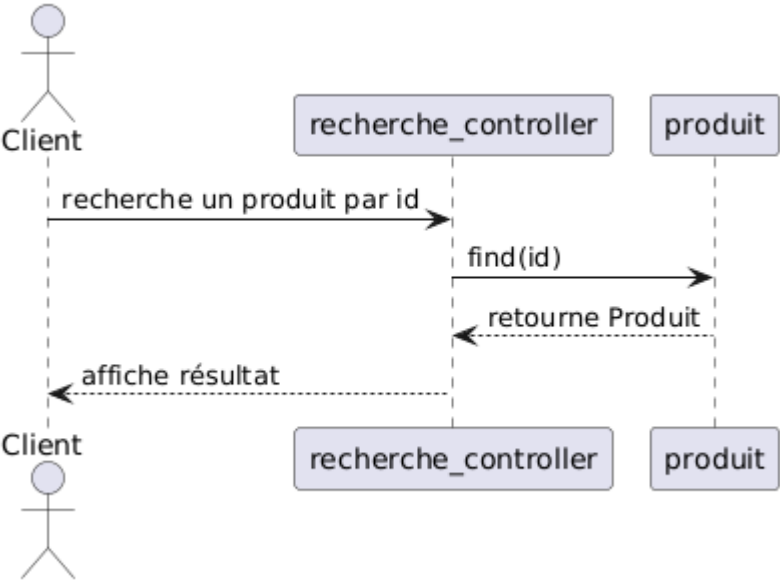 Client
recherche_controller
produit
recherche un produit par id
find(id)
retourne Produit
affiche résultat
Client
recherche_controller
produit